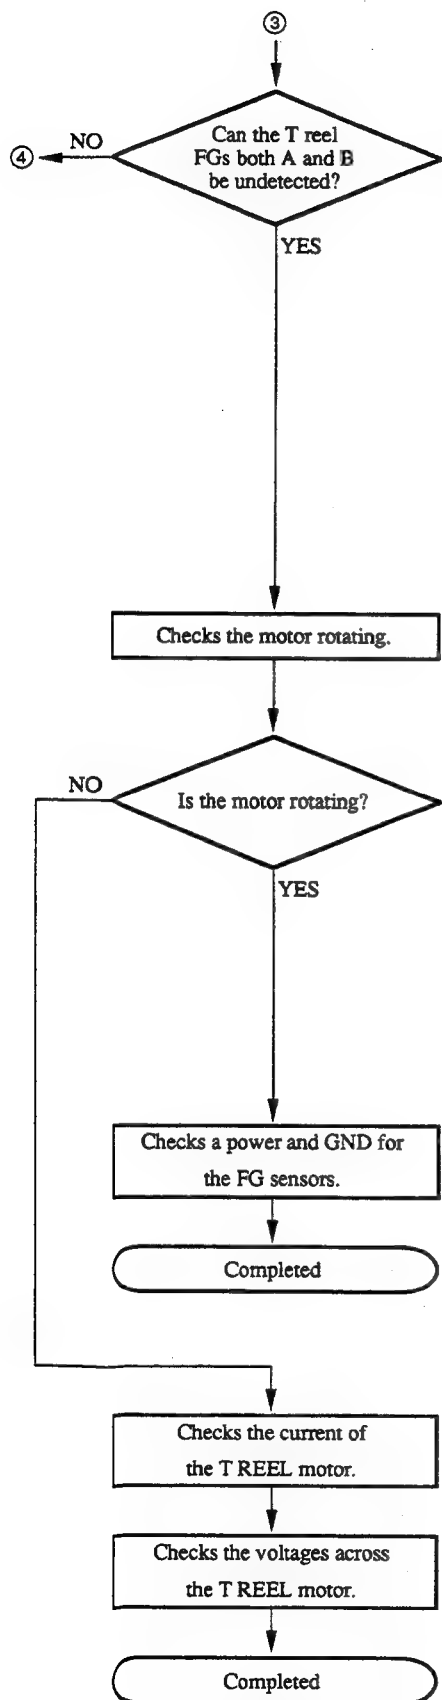 ③
Can the T reel
FGs both A and B
be undetected?
NO
④
YES
Checks the motor rotating.
NO
Is the motor rotating?
YES
Checks a power and GND for
the FG sensors.
Completed
Checks the current of
the T REEL motor.
Checks the voltages across
the T REEL motor.
Completed